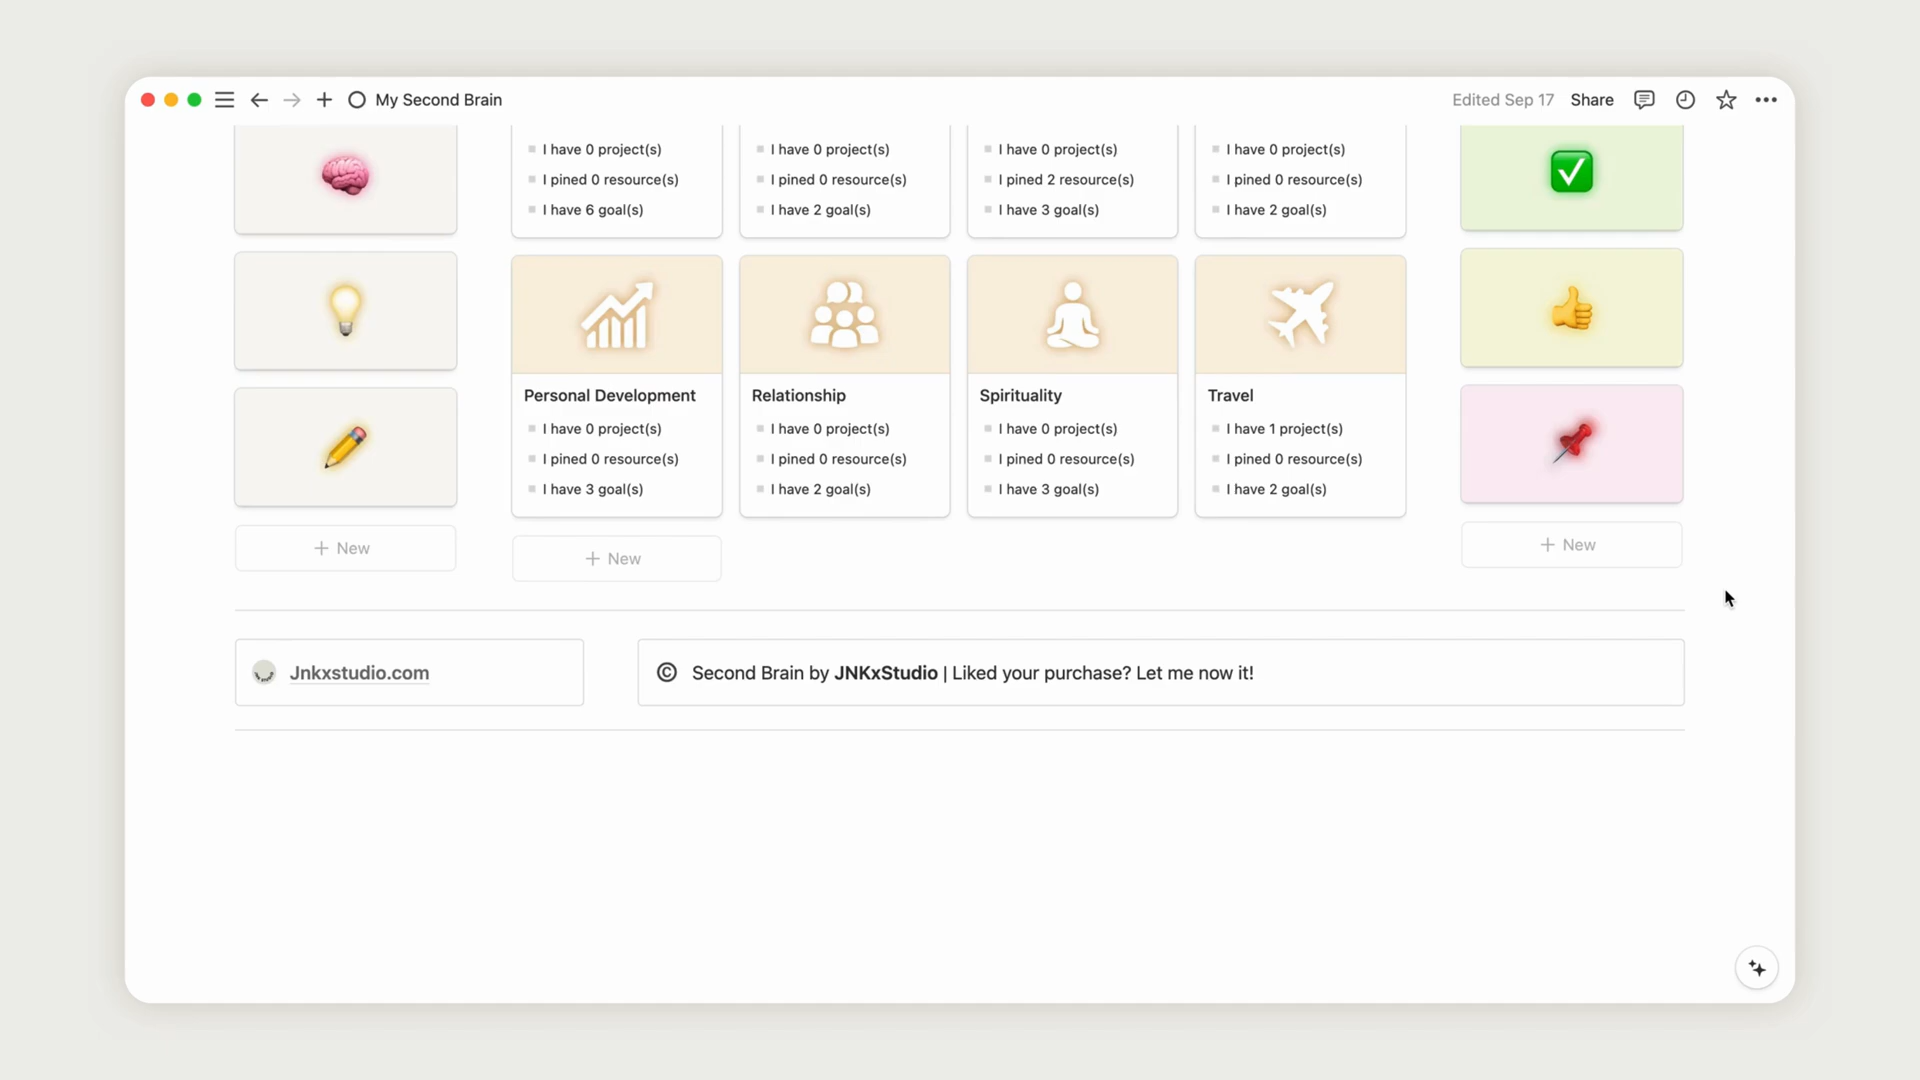 My Second Brain
Edited Sep 17
Share
I have 0 project(s)
I pined 0 resource(s)
I have 6 goal(s)
I have 0 project(s)
I pined 0 resource(s)
I have 2 goal(s)
I have 0 project(s)
I pined 2 resource(s)
I have 3 goal(s)
I have 0 project(s)
I pined 0 resource(s)
I have 2 goal(s)
Personal Development
I have 0 project(s)
I pined 0 resource(s)
I have 3 goal(s)
Relationship
I have 0 project(s)
I pined 0 resource(s)
I have 2 goal(s)
Spirituality
I have 0 project(s)
I pined 0 resource(s)
I have 3 goal(s)
Travel
I have 1 project(s)
I pined 0 resource(s)
I have 2 goal(s)
+ New
+ New
+ New
Jnkxstudio.com
© Second Brain by JNKxStudio | Liked your purchase? Let me now it!